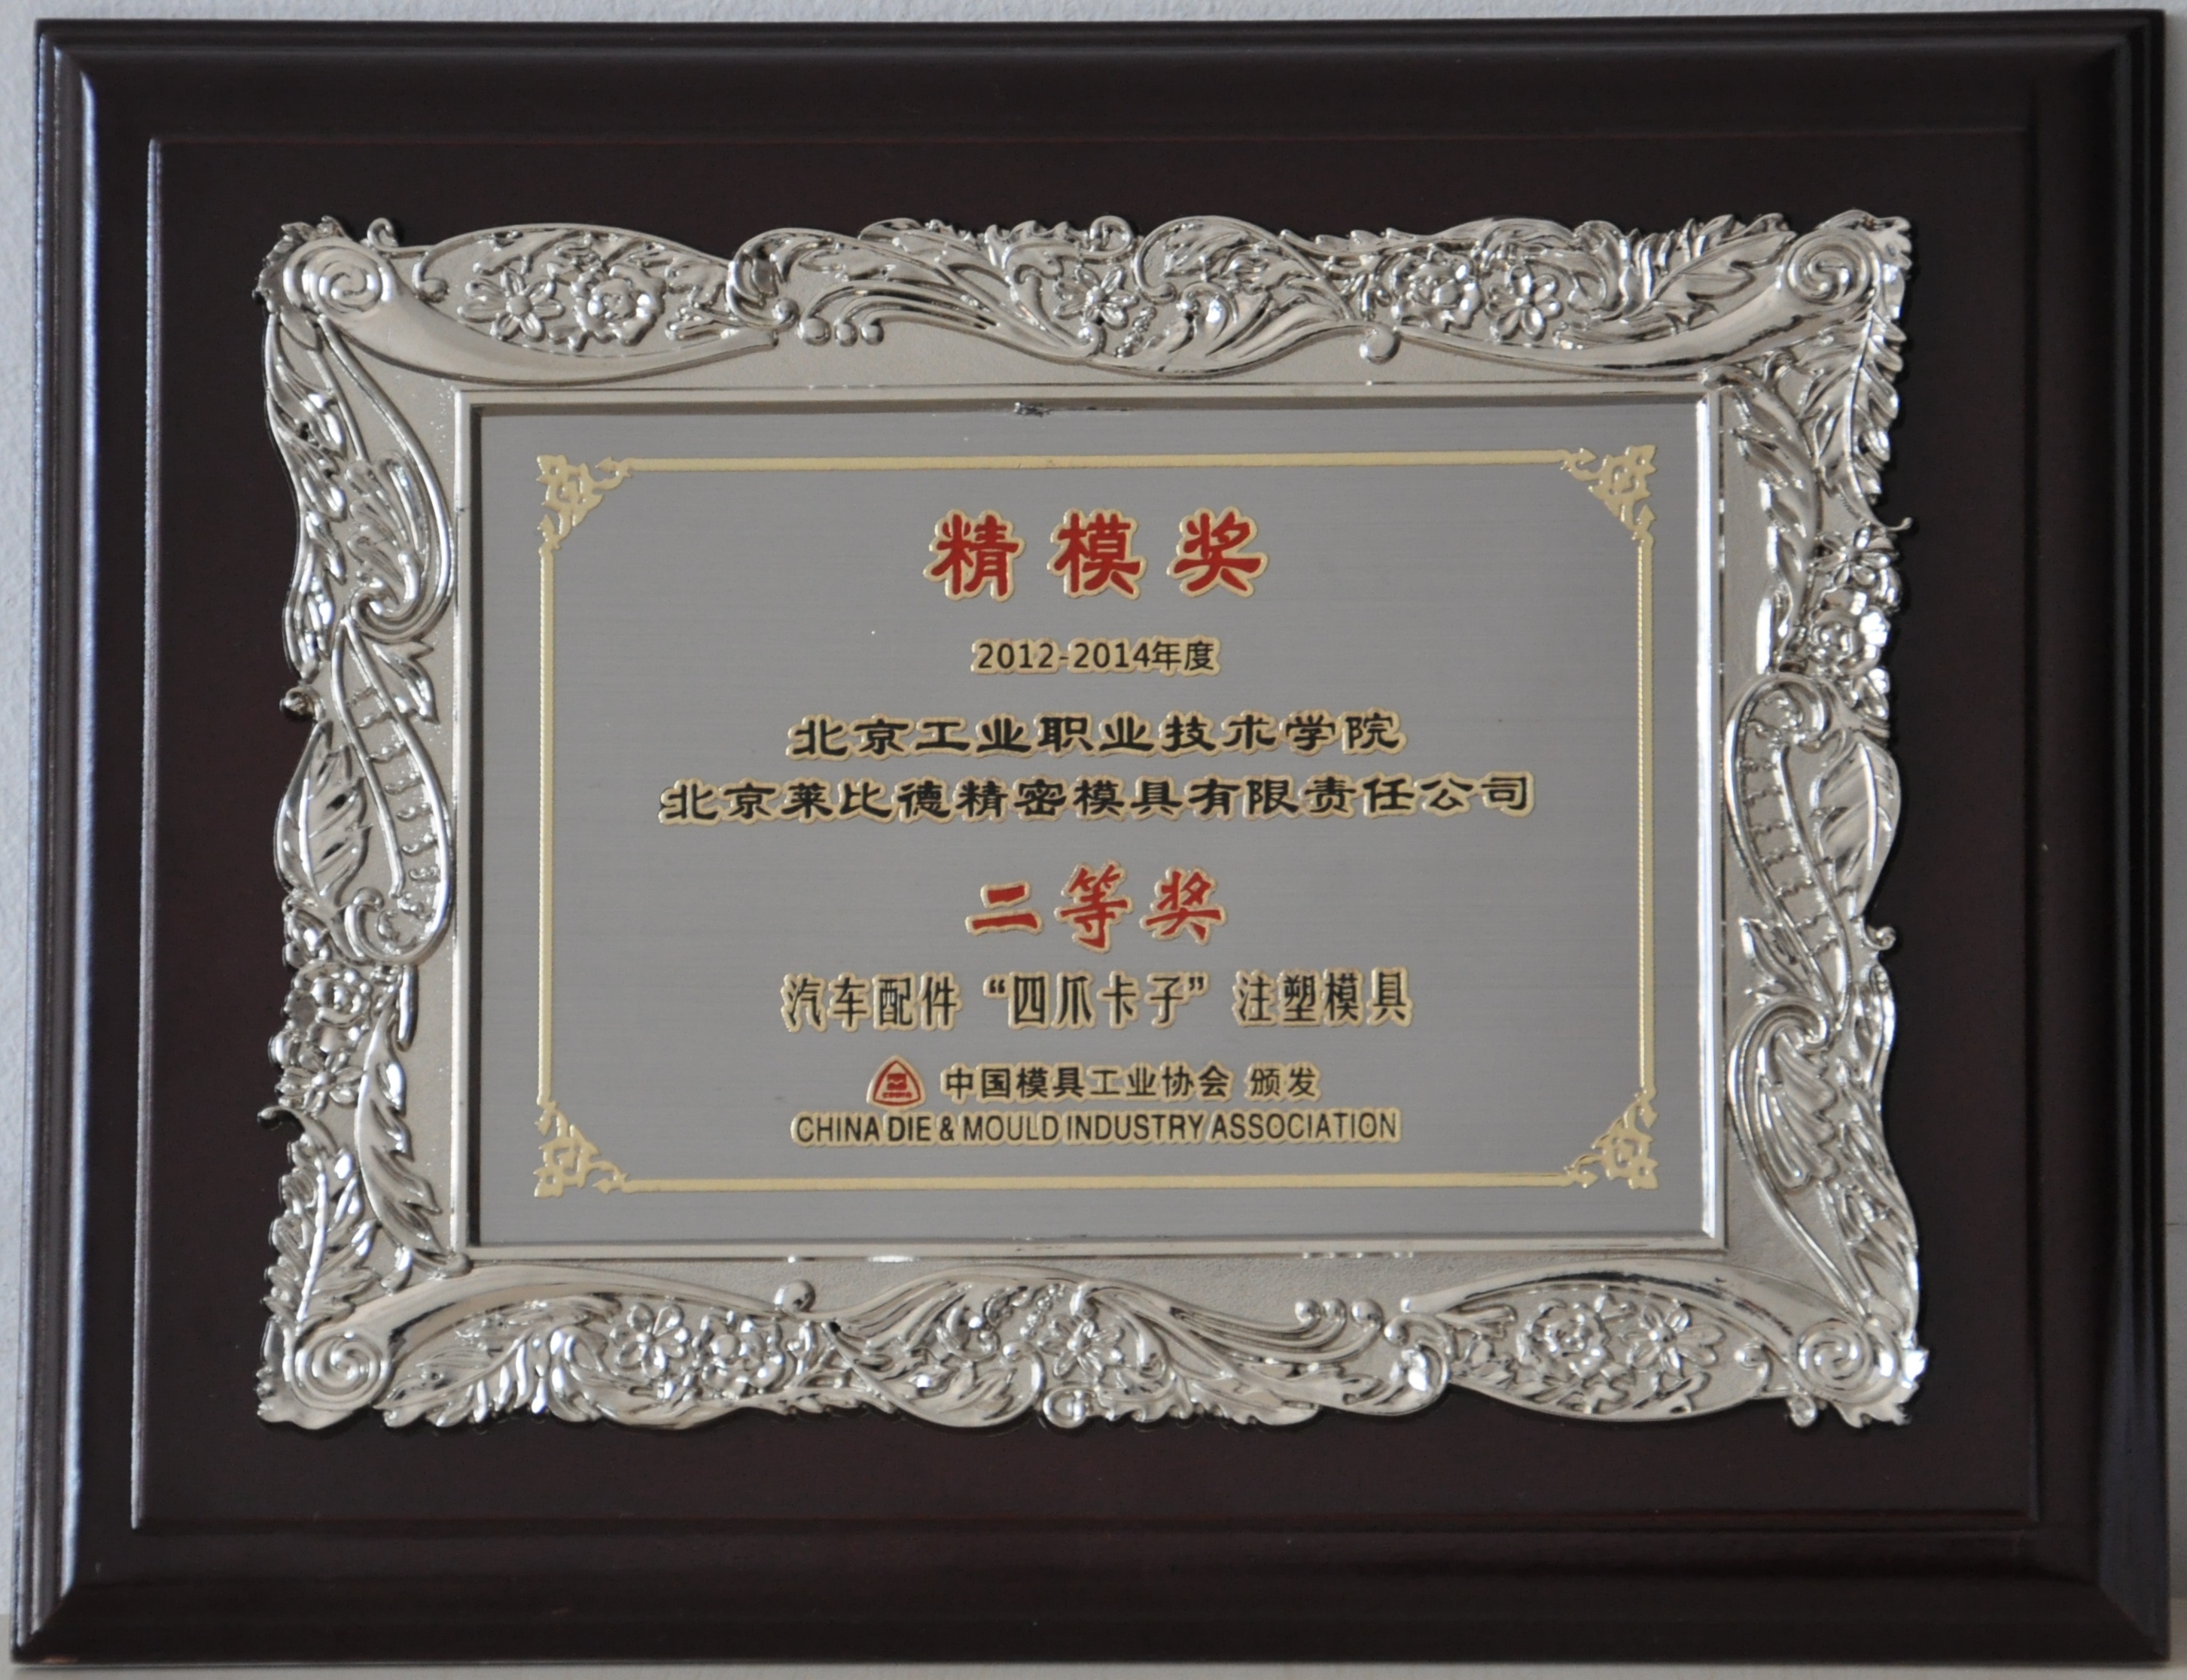 精模奖
2012-2014年度
北京工业职业技术学院
北京莱比德精密模具有限责任公司
二等奖
汽车配件“四爪卡子”注塑模具
中国模具工业协会 颁发
CHINA DIE & MOULD INDUSTRY ASSOCIATION